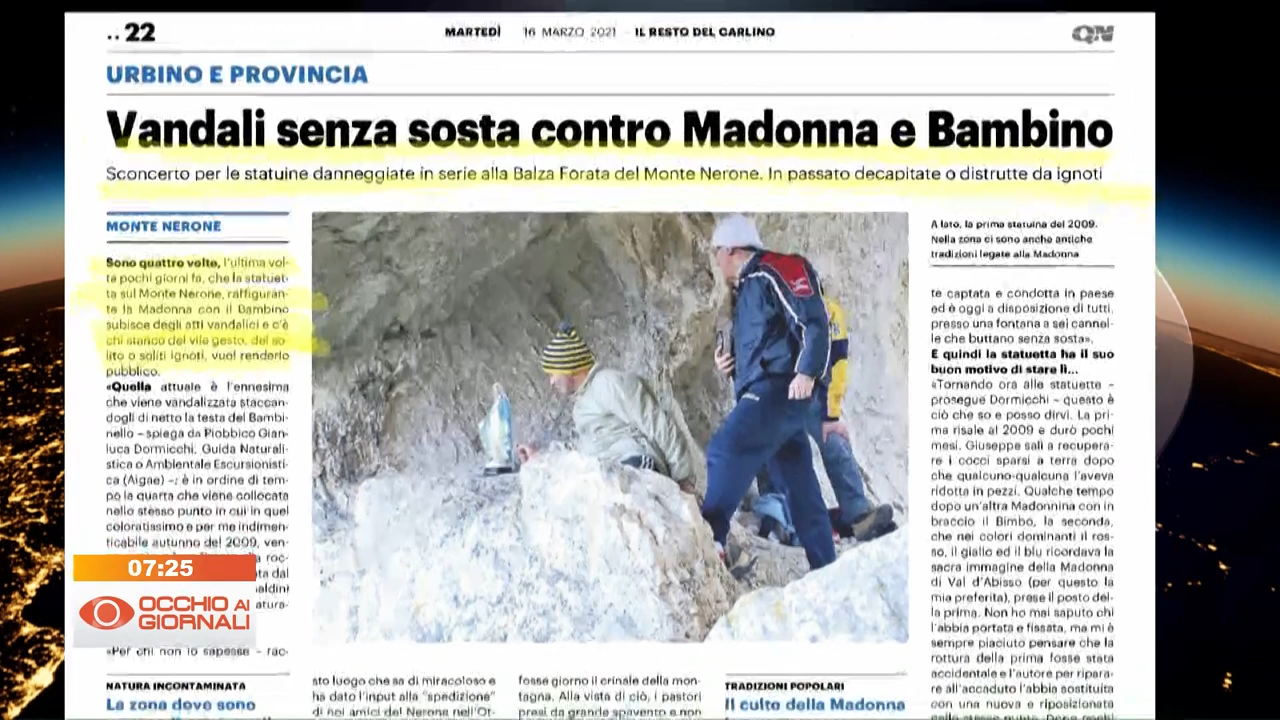 .. 22
MARTEDÌ 16 MARZO 2021 IL RESTO DEL CARLINO
QN
URBINO E PROVINCIA
Vandali senza sosta contro Madonna e Bambino
Sconcerto per le statuine danneggiate in serie alla Balza Forata del Monte Nerone. In passato decapitate o distrutte da ignoti
MONTE NERONE
Sono quattro volte, l'ultima vol-
ta pochi giorni fa, che la statuet-
ta sul Monte Nerone, raffiguran-
te la Madonna con il Bambino
subisce degli atti vandalici e c'è
chi stanco del vile gesto, del so-
lito o soliti ignoti, vuol renderlo
pubblico.
«Quella attuale è l'ennesima
che viene vandalizzata staccan-
dogli di netto la testa del Bambi-
nello – spiega da Piobbico Gian-
luca Dormicchi. Guida Naturali-
stica o Ambientale Escursionisti-
ca (Aigae) –: è in ordine di tem-
po la quarta che viene collocata
nello stesso punto in cui in quel
coloratissimo e per me indimen-
ticabile autunno del 2009, ven-
a roc-
ta dal
aldini
atura-
«Per chi non lo sapesse – rac-
NATURA INCONTAMINATA
La zona dove sono
sto luogo che sa di miracoloso e
ha dato l'input alla "spedizione"
di noi amici del Nerone nell'Ot-
fosse giorno il crinale della mon-
tagna. Alla vista di ciò, i pastori
presi da grande spavento e non
TRADIZIONI POPOLARI
Il culto della Madonna
A lato, la prima statuina del 2009.
Nella zona ci sono anche antiche
tradizioni legate alla Madonna
te captata e condotta in paese
ed è oggi a disposizione di tutti,
presso una fontana a sei cannel-
le che buttano senza sosta».
E quindi la statuetta ha il suo
buon motivo di stare lì...
«Tornando ora alle statuette –
prosegue Dormicchi – questo è
ciò che so e posso dirvi. La pri-
ma risale al 2009 e durò pochi
mesi. Giuseppe salì a recupera-
re i cocci sparsi a terra dopo
che qualcuno-qualcuna l'aveva
ridotta in pezzi. Qualche tempo
dopo un'altra Madonnina con in
braccio il Bimbo, la seconda,
che nei colori dominanti il ros-
so, il giallo ed il blu ricordava la
sacra immagine della Madonna
di Val d'Abisso (per questo la
mia preferita), prese il posto del-
la prima. Non ho mai saputo chi
l'abbia portata e fissata, ma mi è
sempre piaciuto pensare che la
rottura della prima fosse stata
accidentale e l'autore per ripara-
re all'accaduto l'abbia sostituita
con una nuova e riposizionata
07:25
OCCHIO AI
GIORNALI